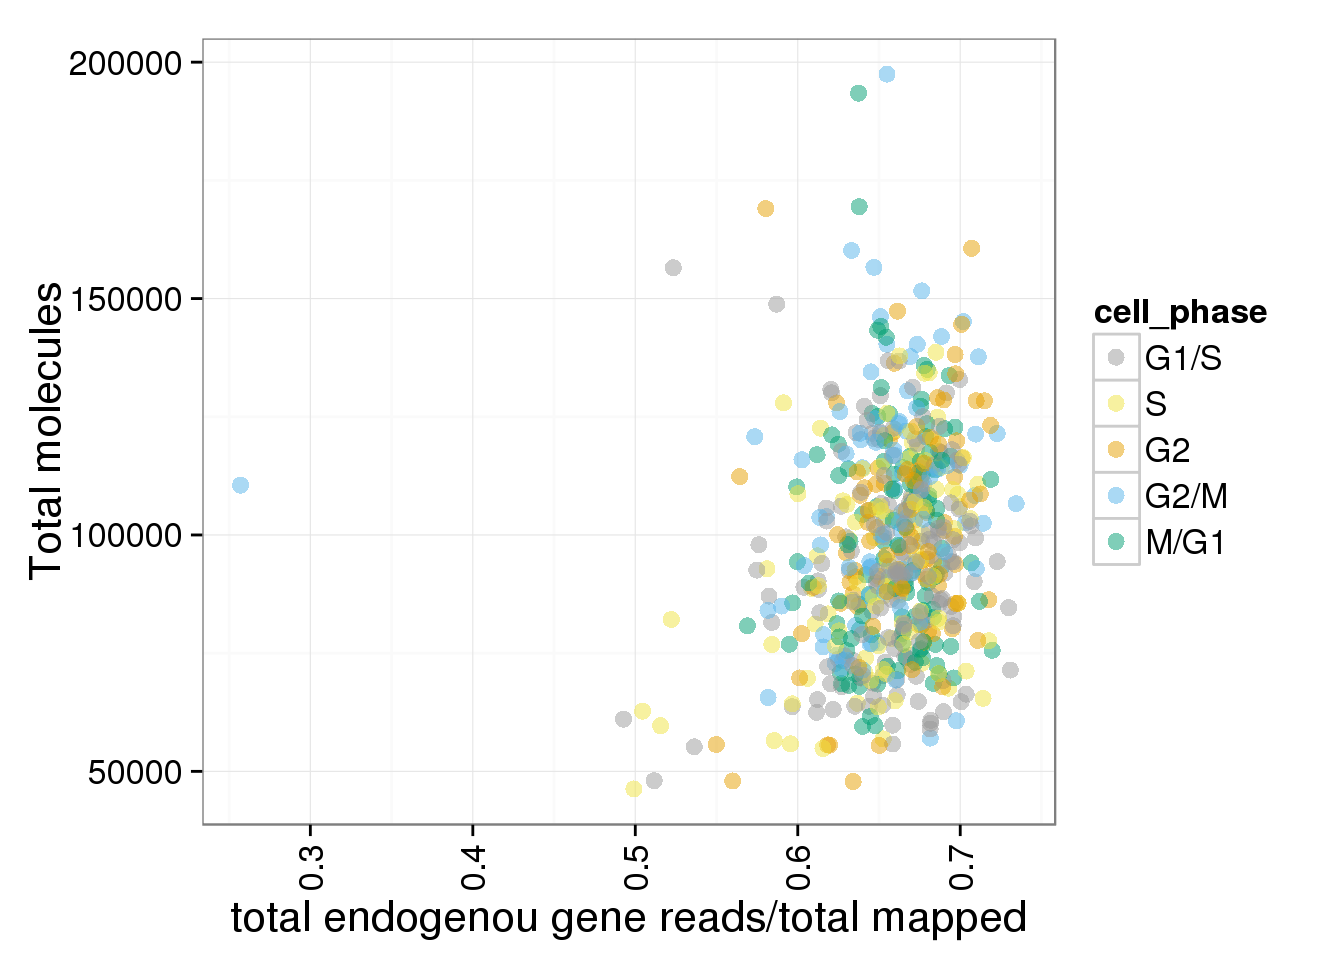 200000
150000
100000
50000
Total molecules
0.3
0.4
0.5
0.6
0.7
total endogenou gene reads/total mapped
cell_phase
G1/S
S
G2
G2/M
M/G1